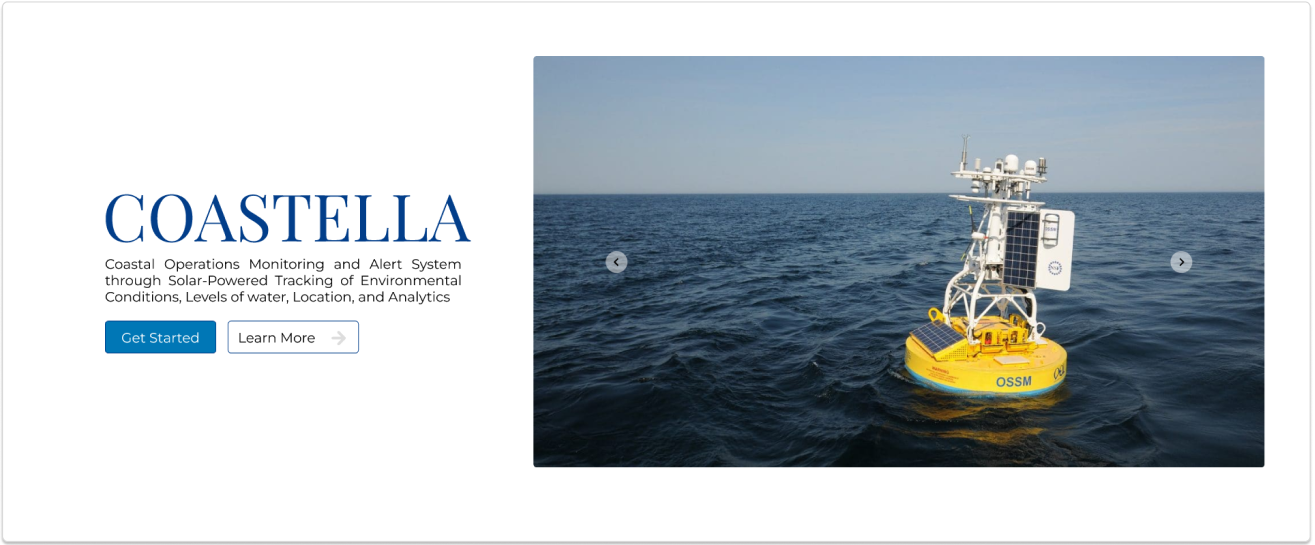 COASTELLA
Coastal Operations Monitoring and Alert System
through Solar-Powered Tracking of Environmental
Conditions, Levels of water, Location, and Analytics
Get Started
Learn More
OSSM